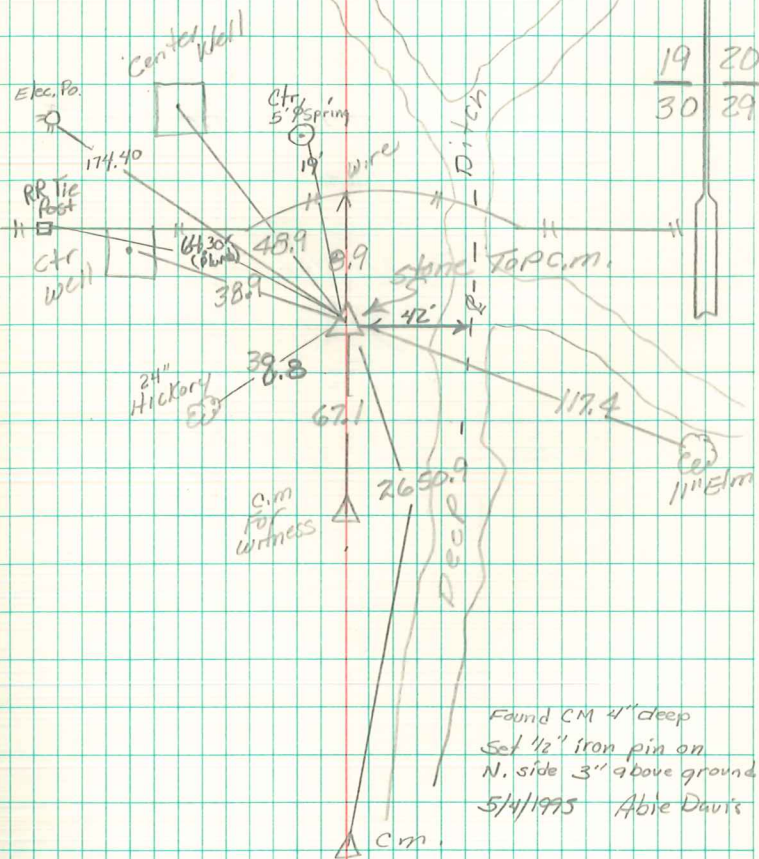 Center Well
19 | 20
30 | 29
Elec. Po.
Ctr.
5' Ø Spring
Ditch
174.40
19'
wire
RR Tie
Post
64.30
(Plumb)
48.9
8.9
Stone Top C.m.
Ctr
Well
38.9
42'
24"
Hickory
38.8
67.1
117.4
11" Elm
2650.9
C.m
For
witness
Deep
Found CM 4" deep
Set 1/2" iron pin on
N. side 3" above ground
5/4/1995 Abie Davis
Cm.